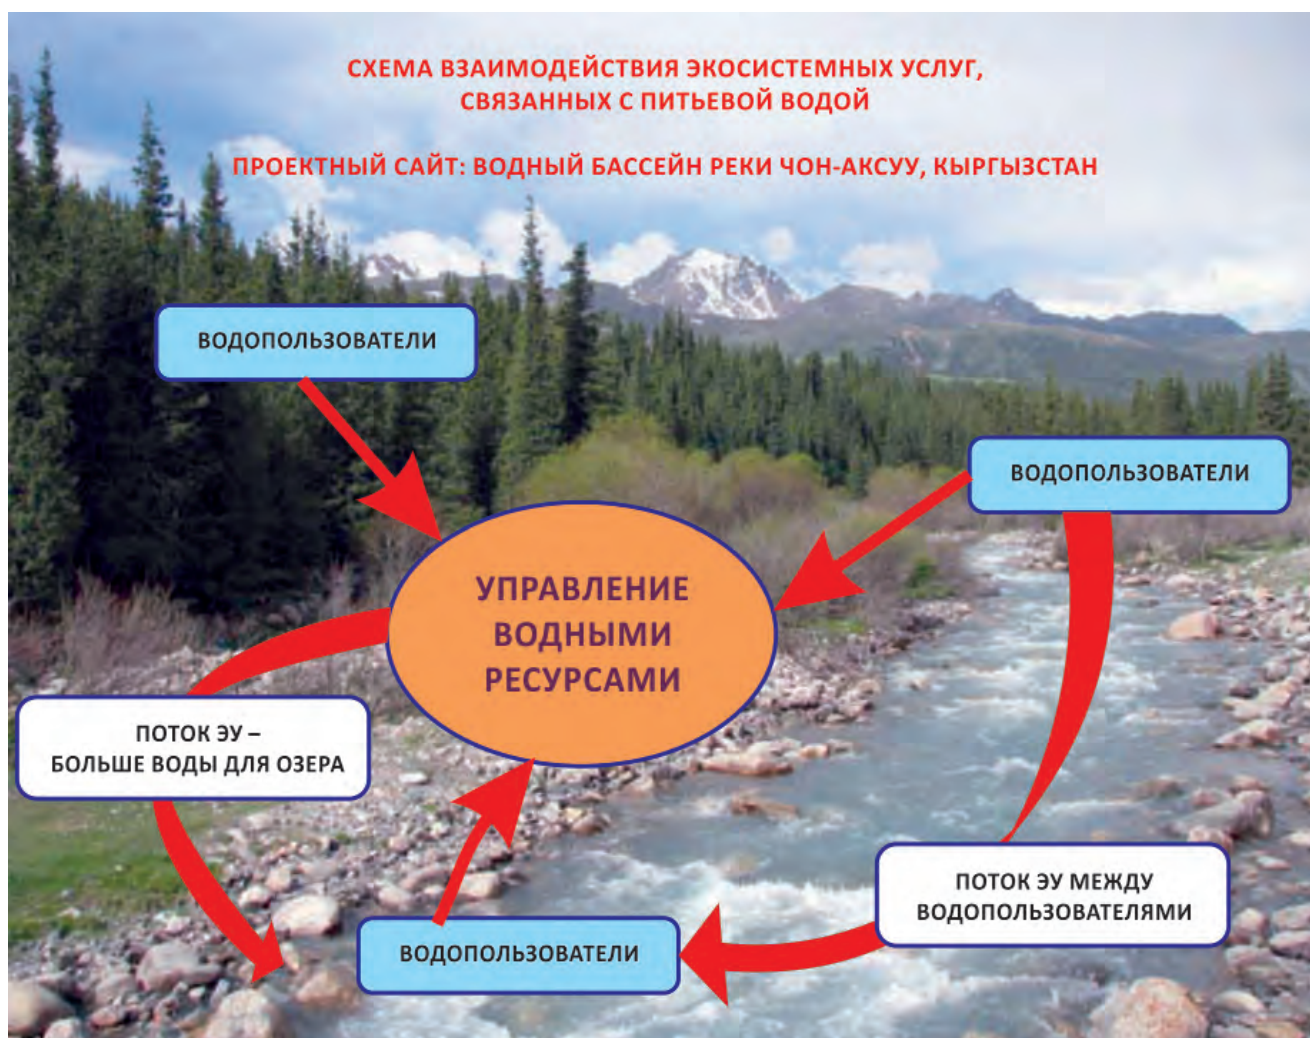 СХЕМА ВЗАИМОДЕЙСТВИЯ ЭКОСИСТЕМНЫХ УСЛУГ,
СВЯЗАННЫХ С ПИТЬЕВОЙ ВОДОЙ
ПРОЕКТНЫЙ САЙТ: ВОДНЫЙ БАССЕЙН РЕКИ ЧОН-АКСУУ, КЫРГЫЗСТАН
ВОДОПОЛЬЗОВАТЕЛИ
ВОДОПОЛЬЗОВАТЕЛИ
УПРАВЛЕНИЕ
ВОДНЫМИ
РЕСУРСАМИ
ПОТОК ЭУ –
БОЛЬШЕ ВОДЫ ДЛЯ ОЗЕРА
ПОТОК ЭУ МЕЖДУ
ВОДОПОЛЬЗОВАТЕЛЯМИ
ВОДОПОЛЬЗОВАТЕЛИ